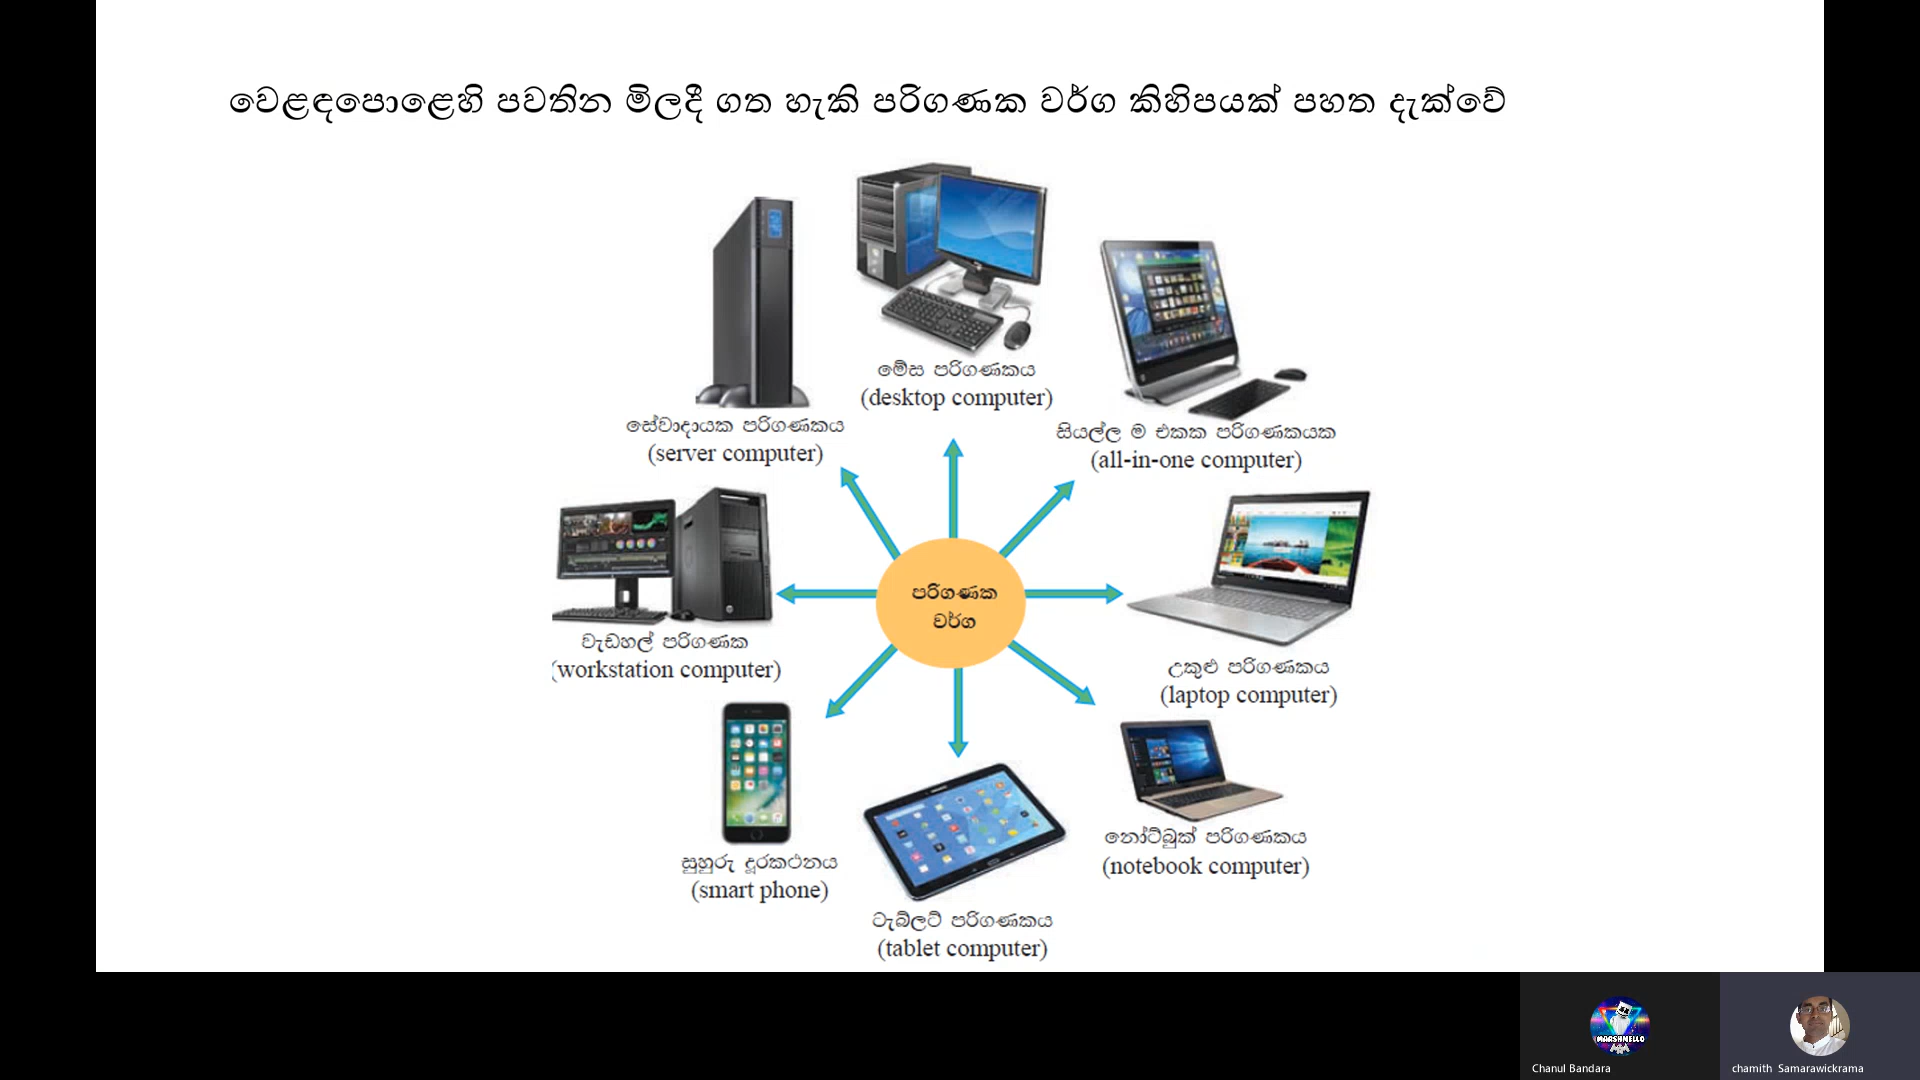 වෙළඳපොළෙහි පවතින මිලදී ගත හැකි පරිගණක වර්ග කිහිපයක් පහත දැක්වේ
මේස පරිගණකය
(desktop computer)
සේවාදායක පරිගණකය
(server computer)
සියල්ල ම එකක පරිගණකයක
(all-in-one computer)
පරිගණක
වර්ග
වැඩහල් පරිගණක
(workstation computer)
උකුළු පරිගණකය
(laptop computer)
නෝට්බුක් පරිගණකය
(notebook computer)
සුහුරු දූරකථනය
(smart phone)
ටැබ්ලට් පරිගණකය
(tablet computer)
MARSHMELLO
Chanul Bandara
chamith Samarawickrama